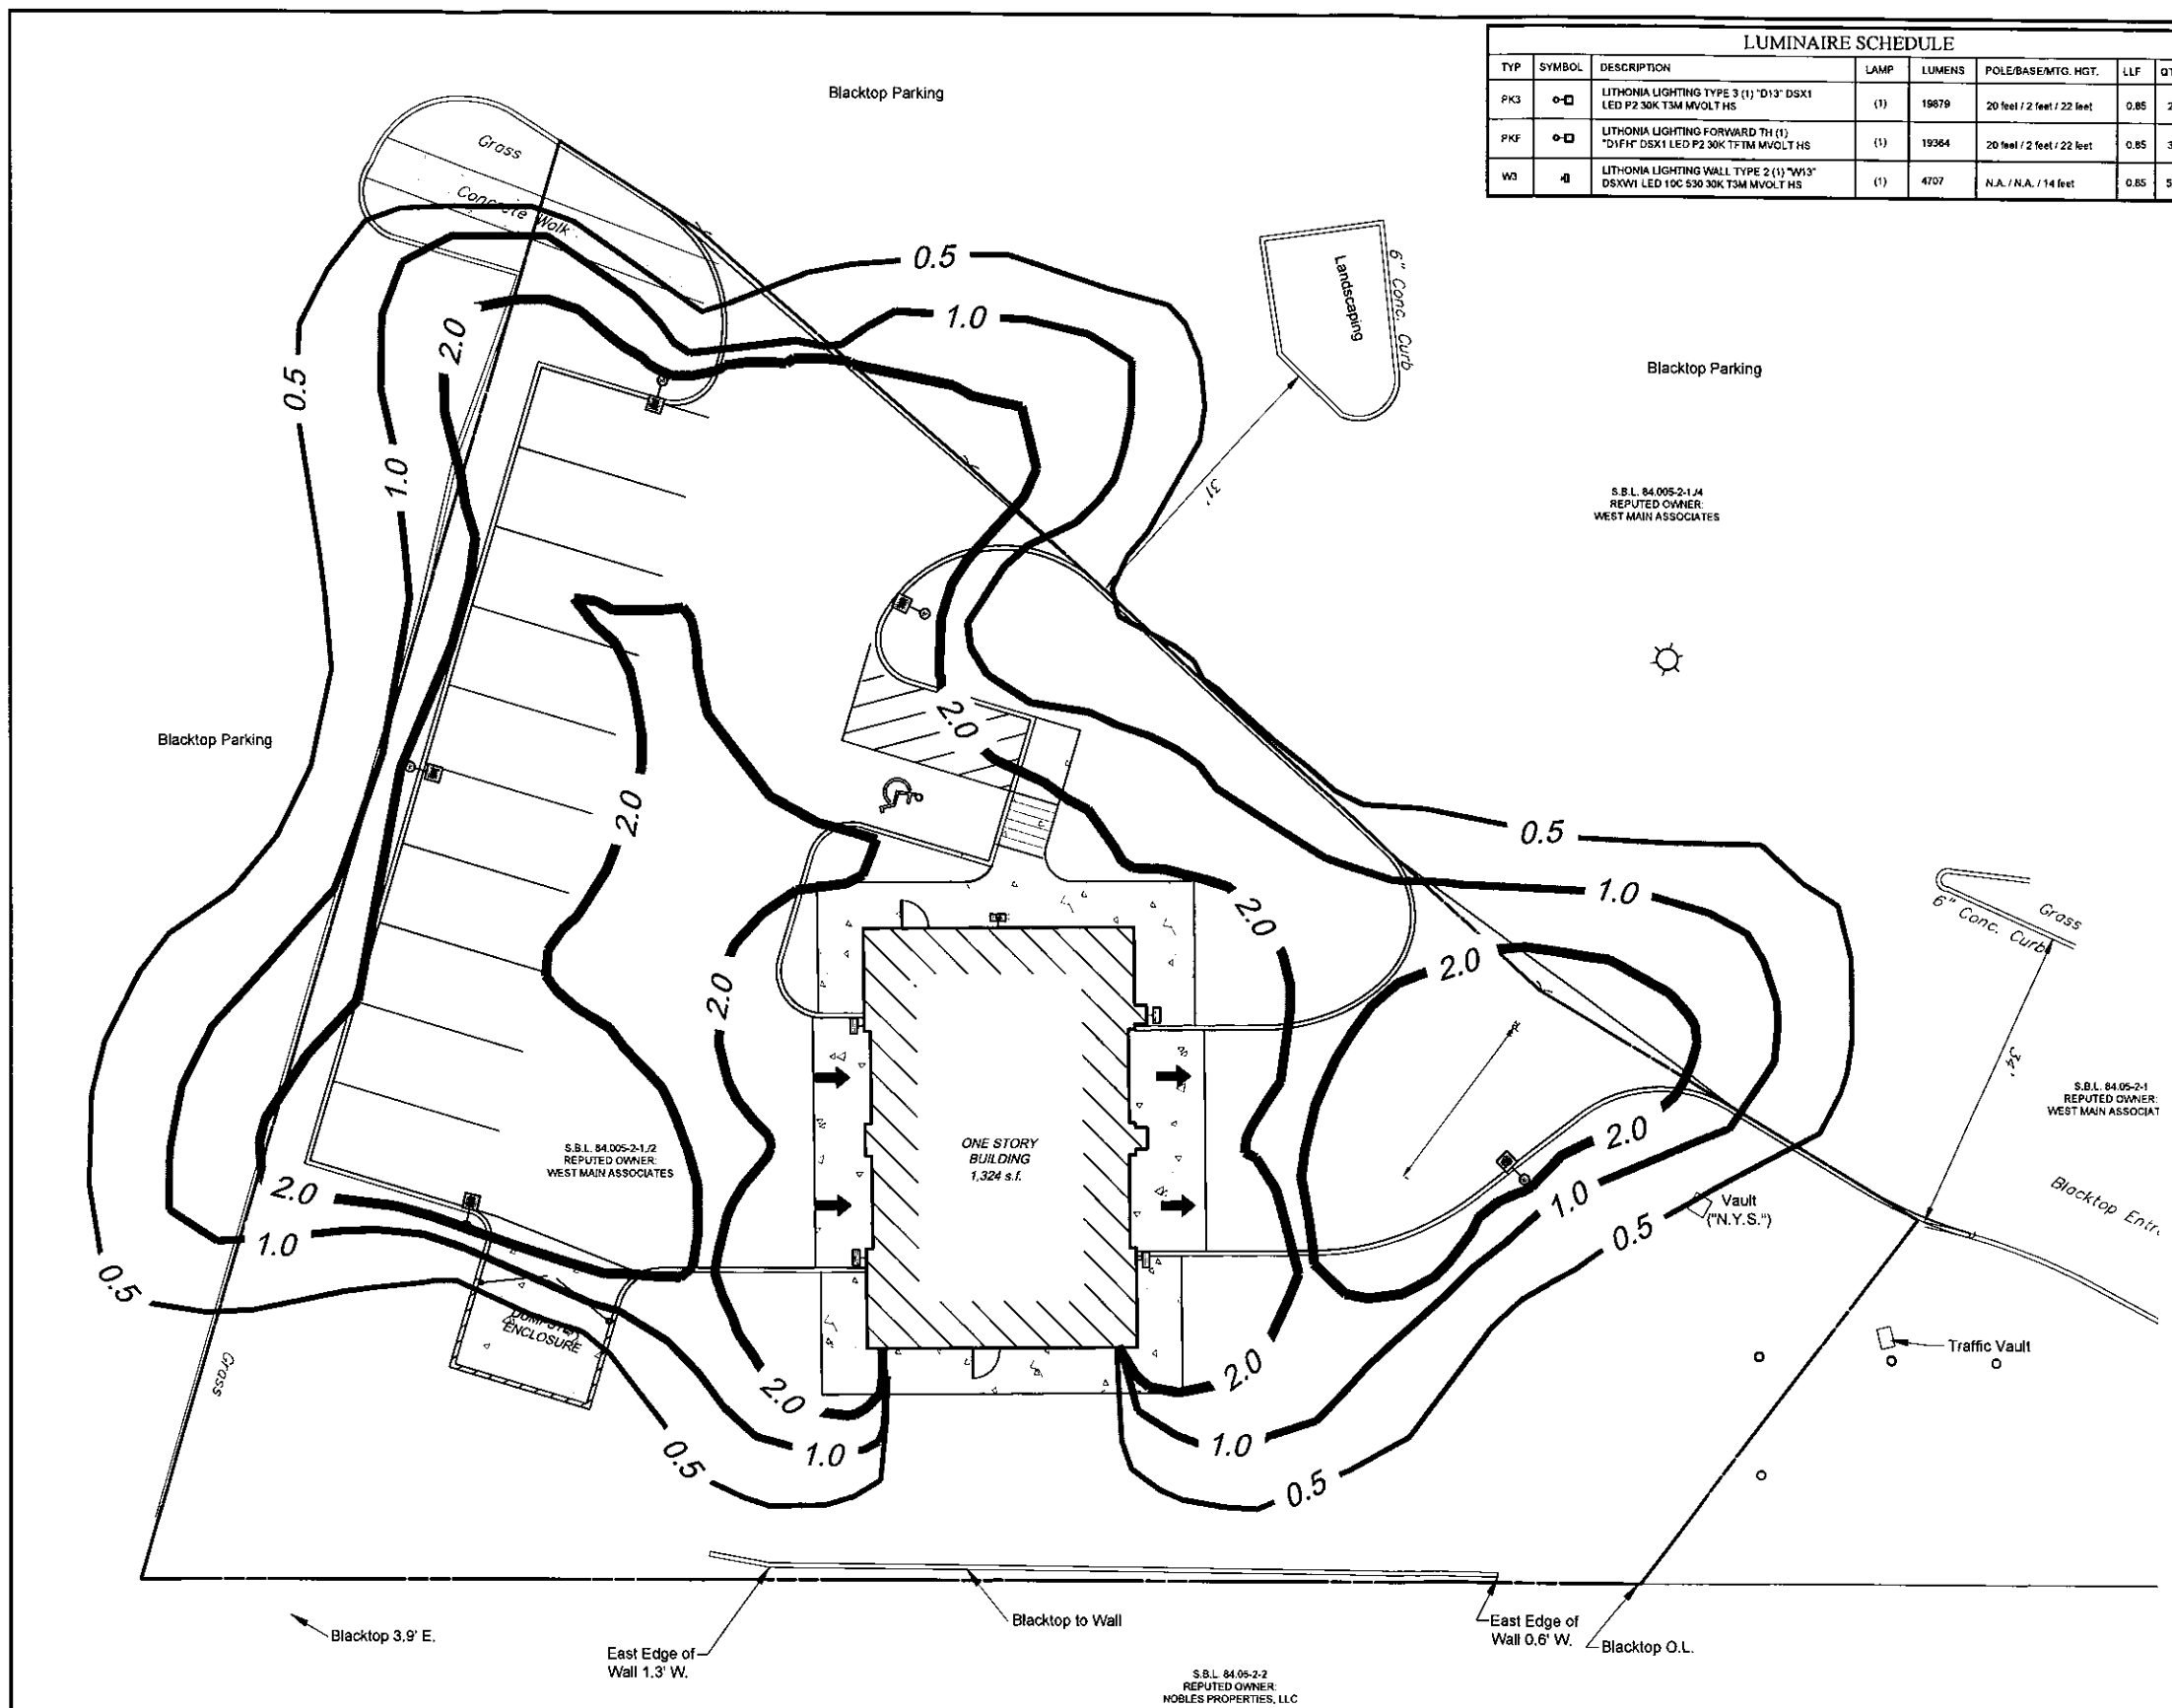 LUMINAIRE SCHEDULE
TYP SYMBOL DESCRIPTION LAMP LUMENS POLE/BASE/MTG. HGT. LLF
PK3 LITHONIA LIGHTING TYPE 3 (1) "D13" DSX1
LED P2 30K T3M MVOLT HS (1) 19879 20 feet / 2 feet / 22 feet 0.85 2
PKF LITHONIA LIGHTING FORWARD TH (1)
"D1FH" DSX1 LED P2 30K TFTM MVOLT HS (1) 19364 20 feet / 2 feet / 22 feet 0.85 3
W3 LITHONIA LIGHTING WALL TYPE 2 (1) "W13"
DSXW1 LED 10C 530 30K T3M MVOLT HS (1) 4707 N.A. / N.A. / 14 feet 0.85 5
Blacktop Parking
Grass
Concrete Walk
0.5
1.0
2.0
0.5
1.0
Landscaping
6" Conc. Curb
Blacktop Parking
31'
S.B.L. 84.005-2-1./4
REPUTED OWNER:
WEST MAIN ASSOCIATES
Blacktop Parking
2.0
2.0
0.5
1.0
2.0
2.0
2.0
6" Conc. Curb
Grass
34'
S.B.L. 84.05-2-1
REPUTED OWNER:
WEST MAIN
ONE STORY
BUILDING
1,324 s.f.
S.B.L. 84.005-2-1./2
REPUTED OWNER:
WEST MAIN ASSOCIATES
2.0
1.0
0.5
2.0
1.0
0.5
Vault
("N.Y.S.")
Blacktop
DUMPSTER
ENCLOSURE
Grass
Traffic Vault
2.0
1.0
0.5
2.0
1.0
0.5
Blacktop 3.9' E.
East Edge of
Wall 1.3' W.
Blacktop to Wall
East Edge of
Wall 0.6' W.
Blacktop O.L.
S.B.L. 84.05-2-2
REPUTED OWNER:
NOBLES PROPERTIES, LLC